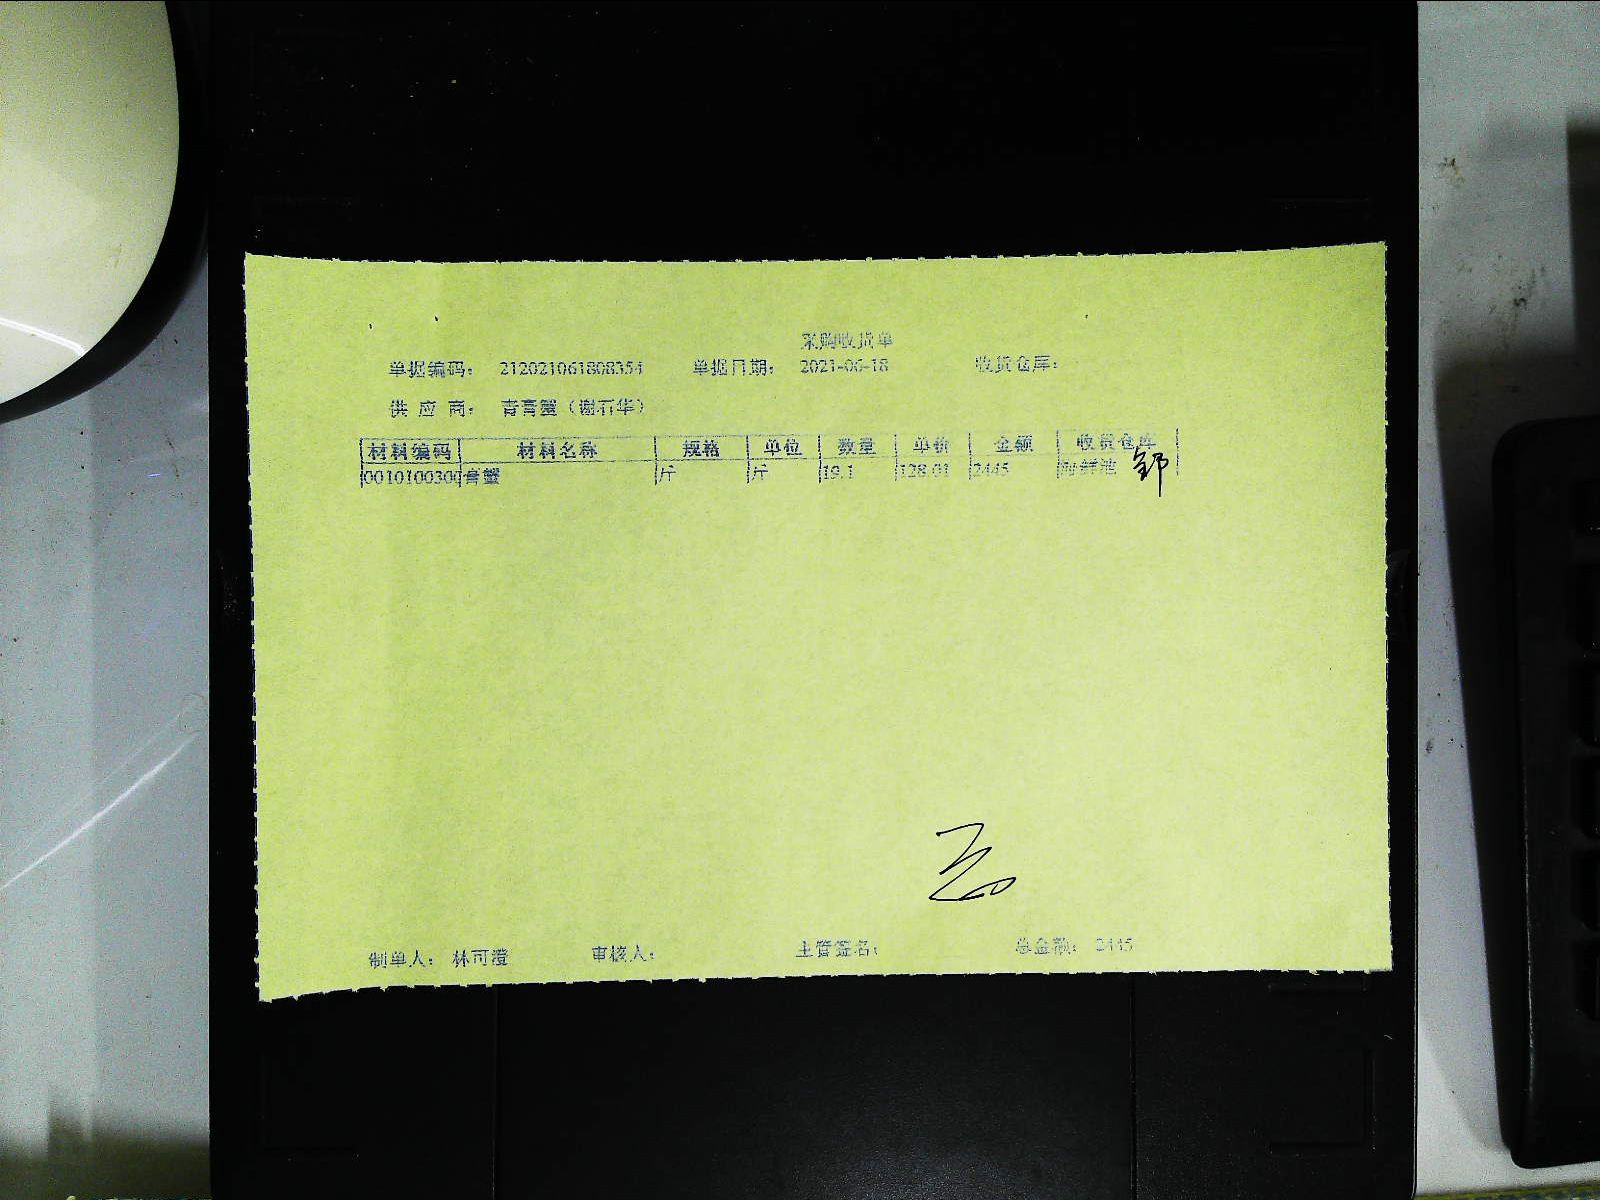 采购收货单
单据编码： 212021061808354 单据日期： 2021-06-18 收货仓库：
供 应 商： 青膏蟹（谢石华）
材料编码 材料名称 规格 单位 数量 单价 金额 收货仓库
0010100300 膏蟹 斤 斤 19.1 128.01 2445 海鲜池
制单人： 林可澄 审核人： 主管签名： 总金额： 2445